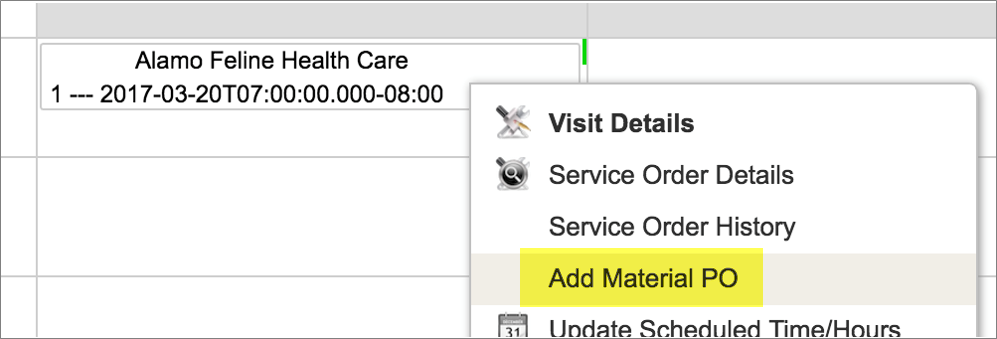 Alamo Feline Health Care
1 --- 2017-03-20T07:00:00.000-08:00
Visit Details
Service Order Details
Service Order History
Add Material PO
31
Update Scheduled Time/Hours